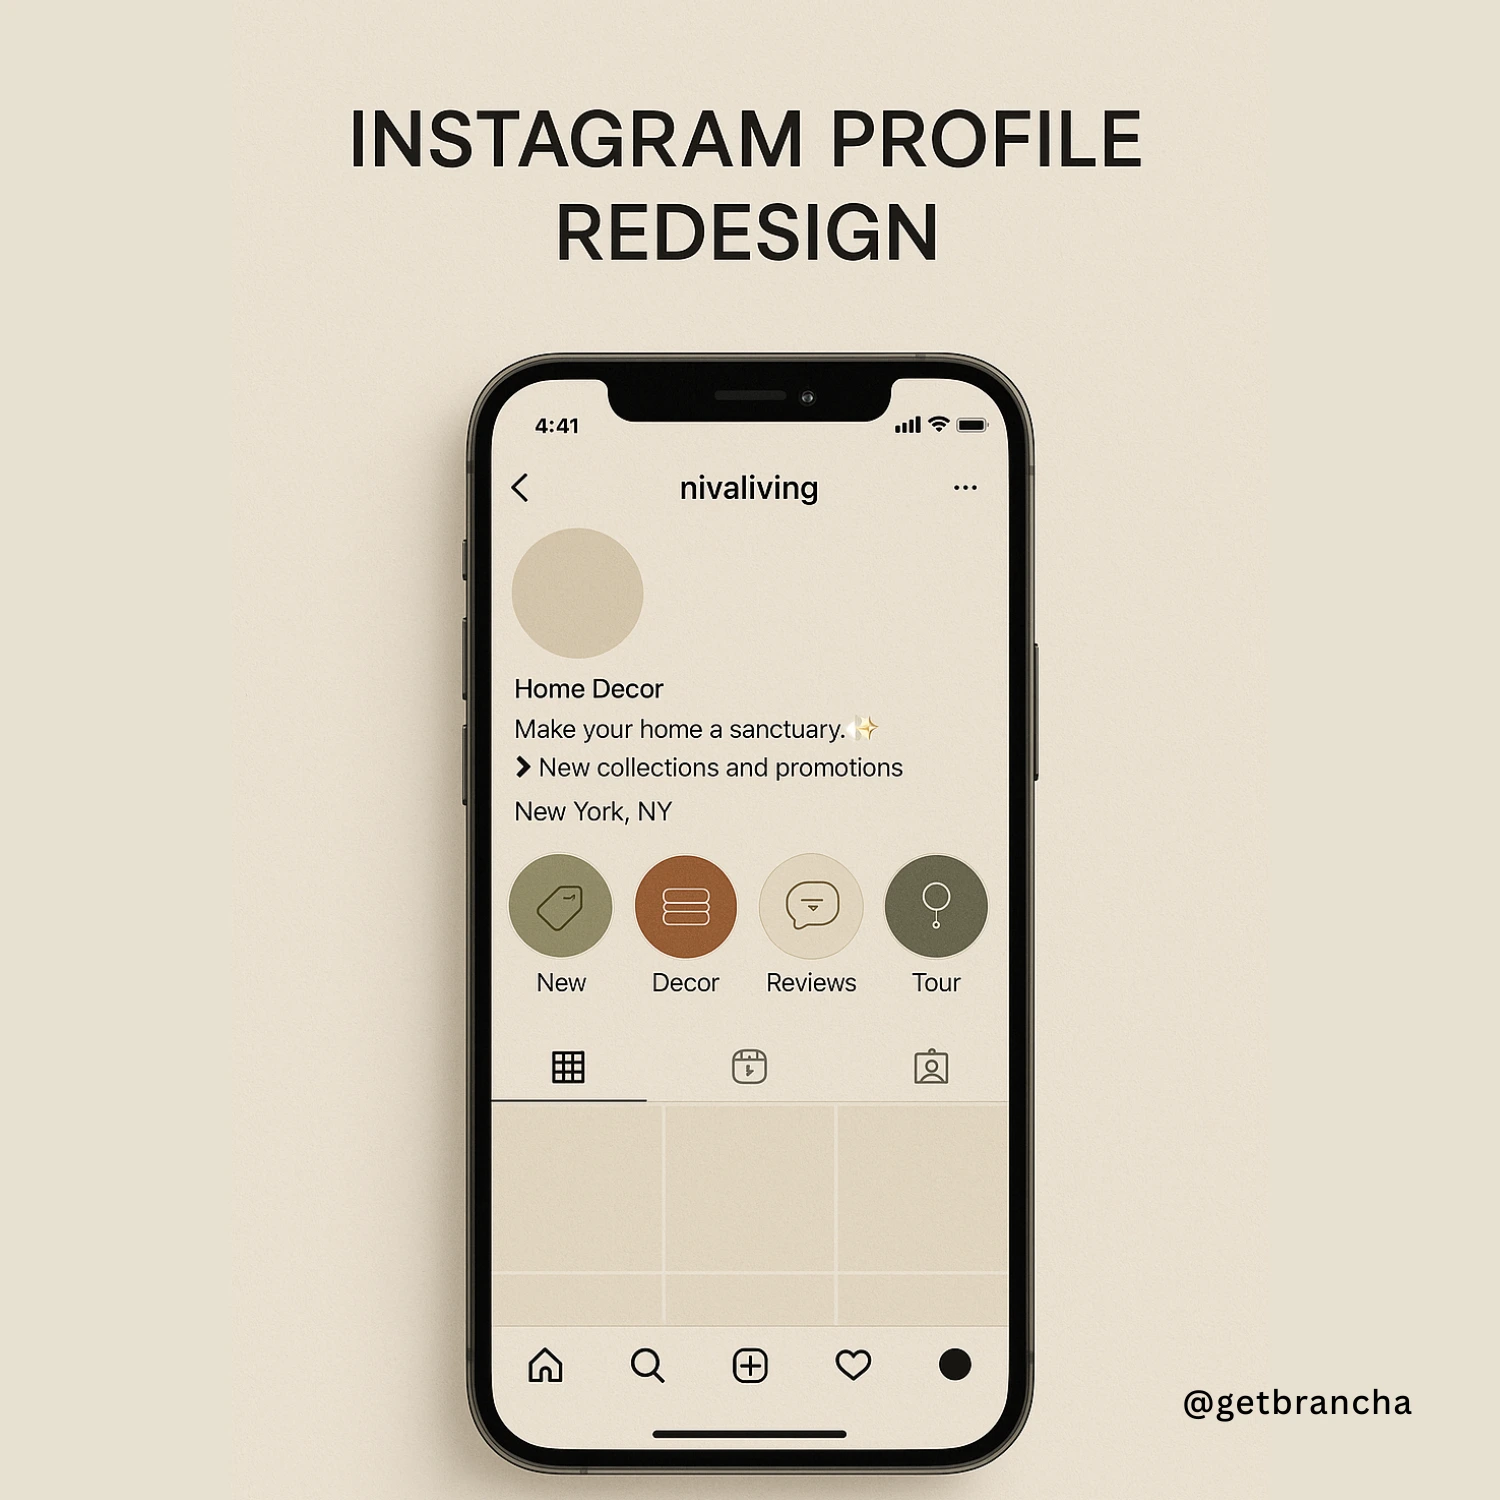 INSTAGRAM PROFILE
REDESIGN
4:41
nivaliving
Home Decor
Make your home a sanctuary.✨
New collections and promotions
New York, NY
New Decor Reviews Tour
@getbrancha